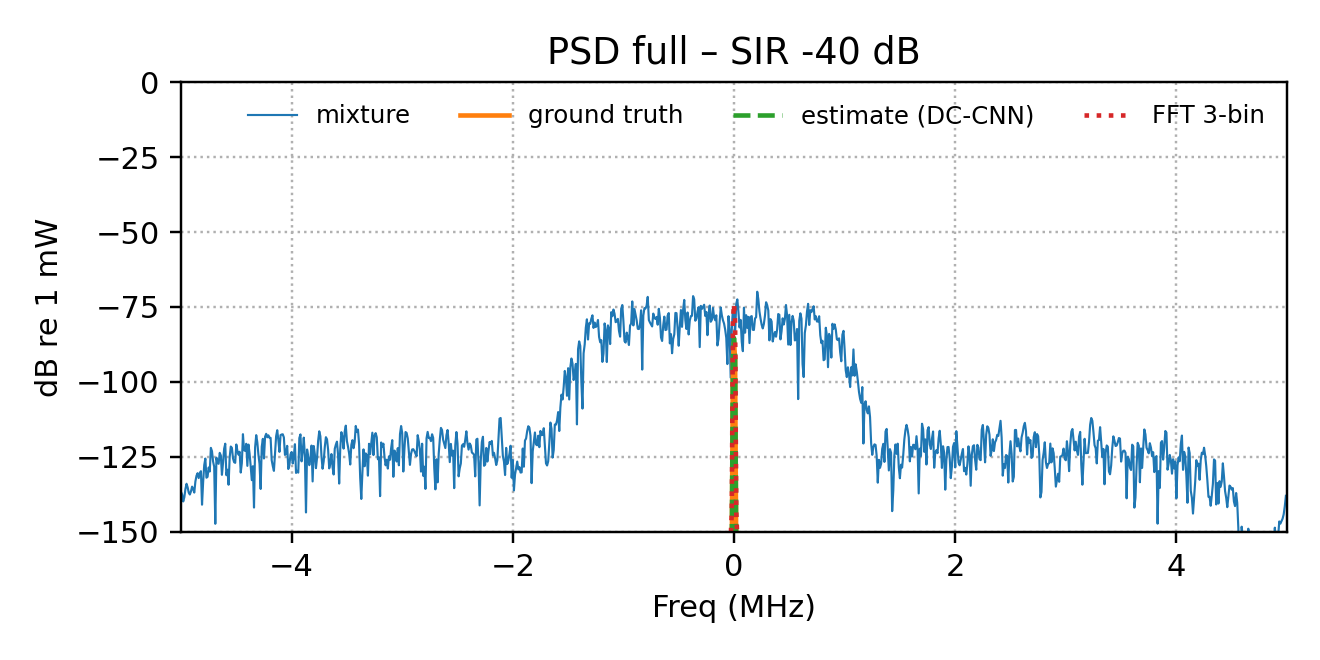 PSD full – SIR -40 dB
mixture ground truth estimate (DC-CNN) FFT 3-bin
0
−25
−50
−75
−100
−125
−150
dB re 1 mW
−4 −2 0 2 4
Freq (MHz)